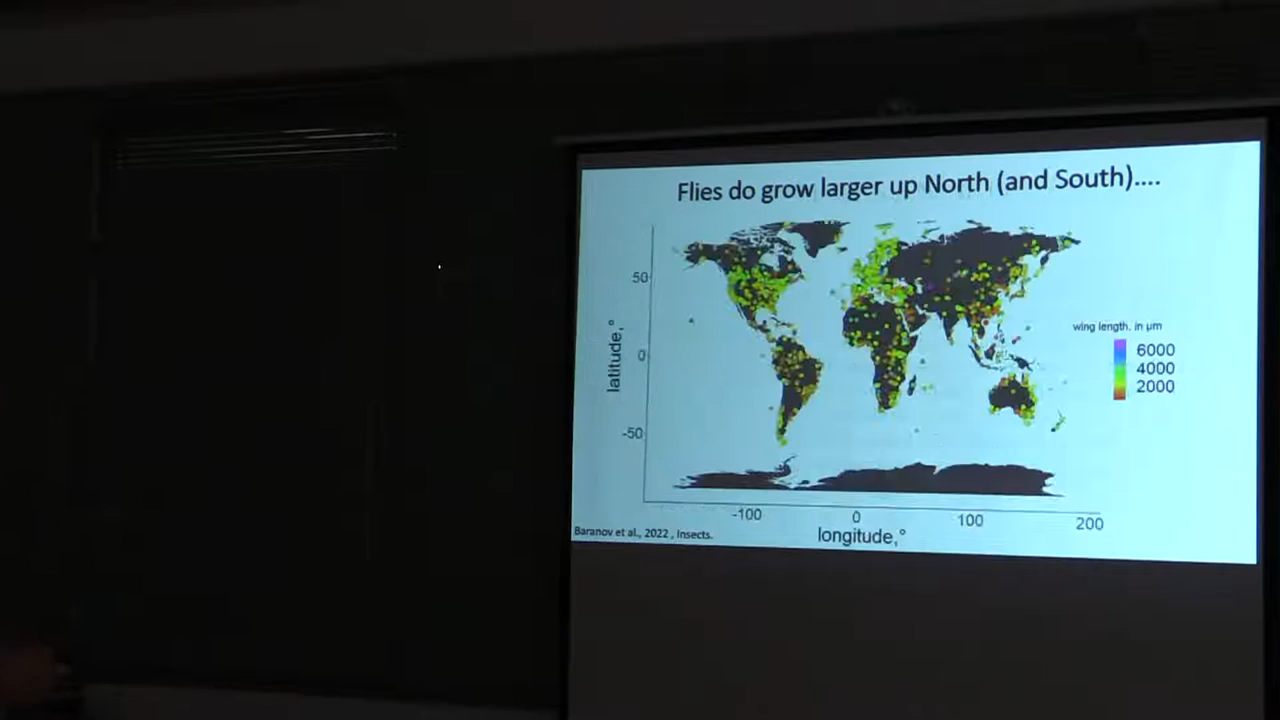 Flies do grow larger up North (and South)....
50
0
-50
latitude,°
wing length, in µm
6000
4000
2000
-100
0
100
200
longitude,°
Baranov et al., 2022 , Insects.